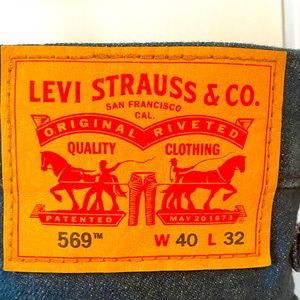 LEVI STRAUSS & CO.
SAN FRANCISCO
CAL.
ORIGINAL RIVETED
QUALITY CLOTHING
PATENTED MAY 20 1873
569™ W 40 L 32